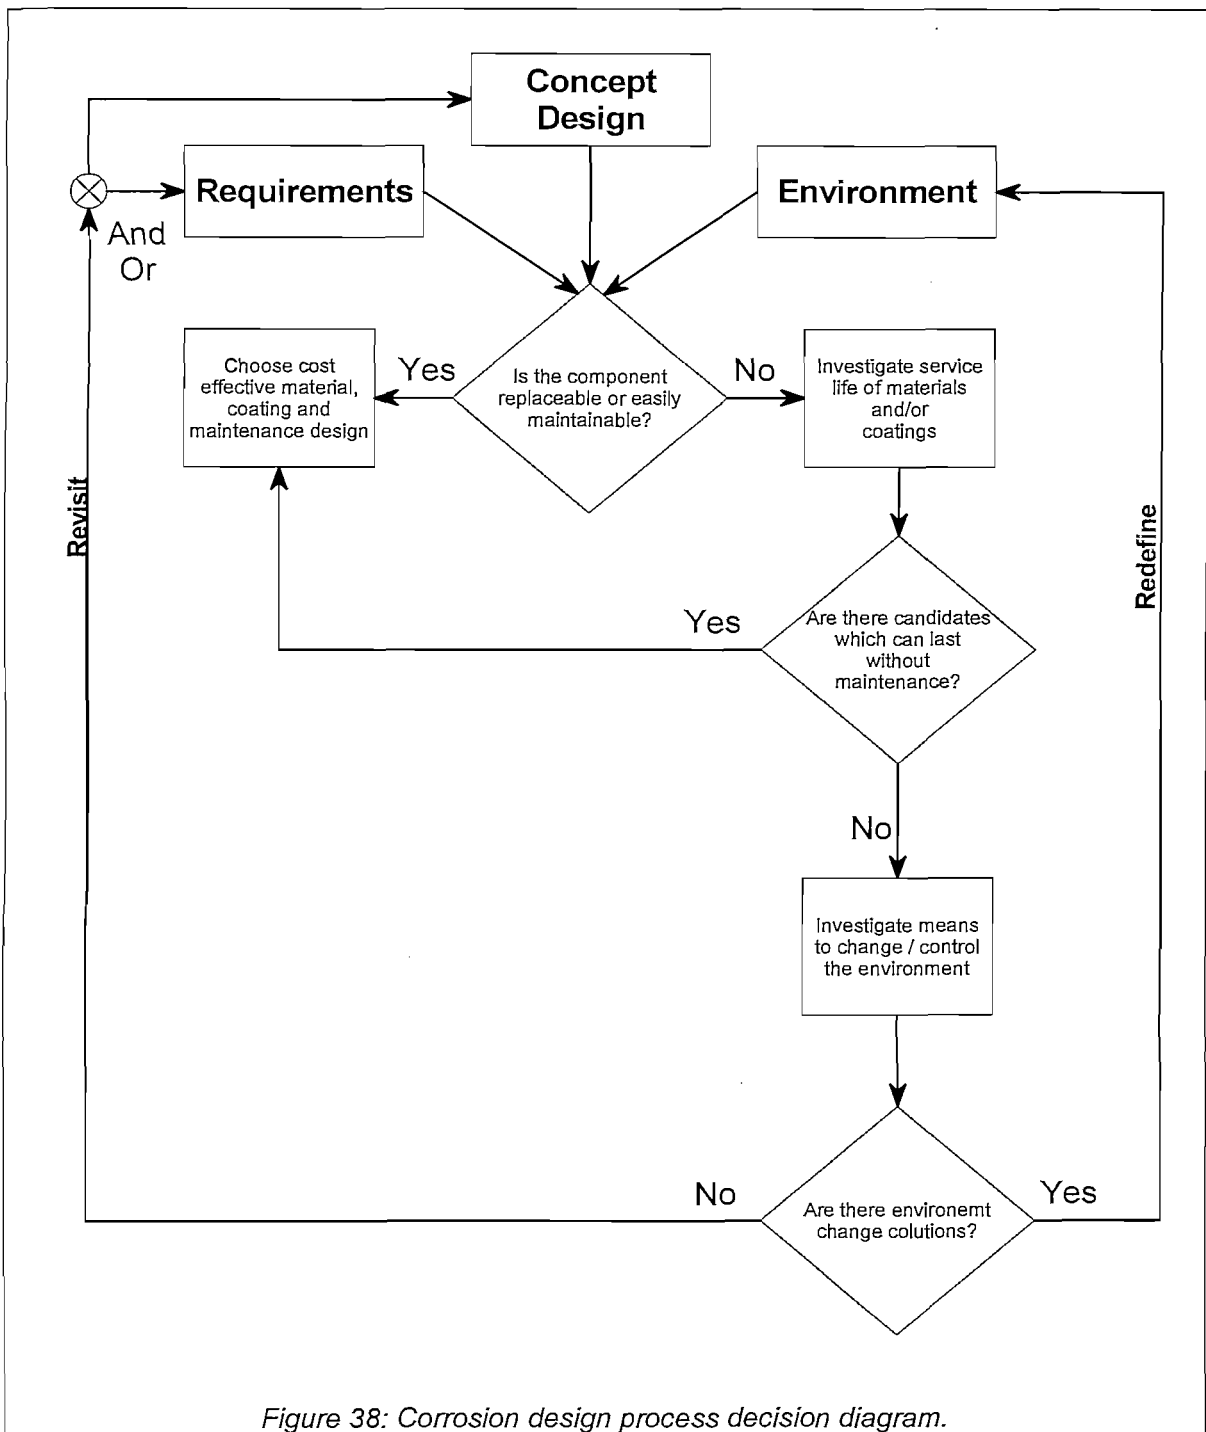 Concept
Design
Requirements
Environment
And
Or
Choose cost
effective material,
coating and
maintenance design
Yes
Is the component
replaceable or easily
maintainable?
No
Investigate service
life of materials
and/or
coatings
Revisit
Redefine
Yes
Are there candidates
which can last
without
maintenance?
No
Investigate means
to change / control
the environment
No
Are there environemt
change colutions?
Yes
Figure 38: Corrosion design process decision diagram.